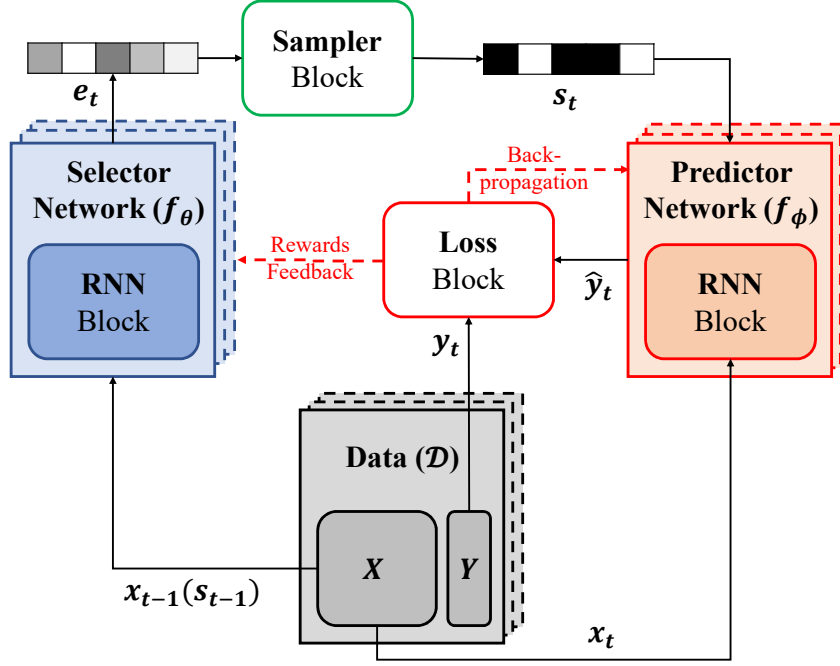 Sampler
Block
e_t
s_t
Selector
Network (f_θ)
RNN
Block
Back-
propagation
Predictor
Network (f_ϕ)
RNN
Block
Rewards
Feedback
Loss
Block
ŷ_t
y_t
Data (𝒟)
X
Y
x_{t-1}(s_{t-1})
x_t